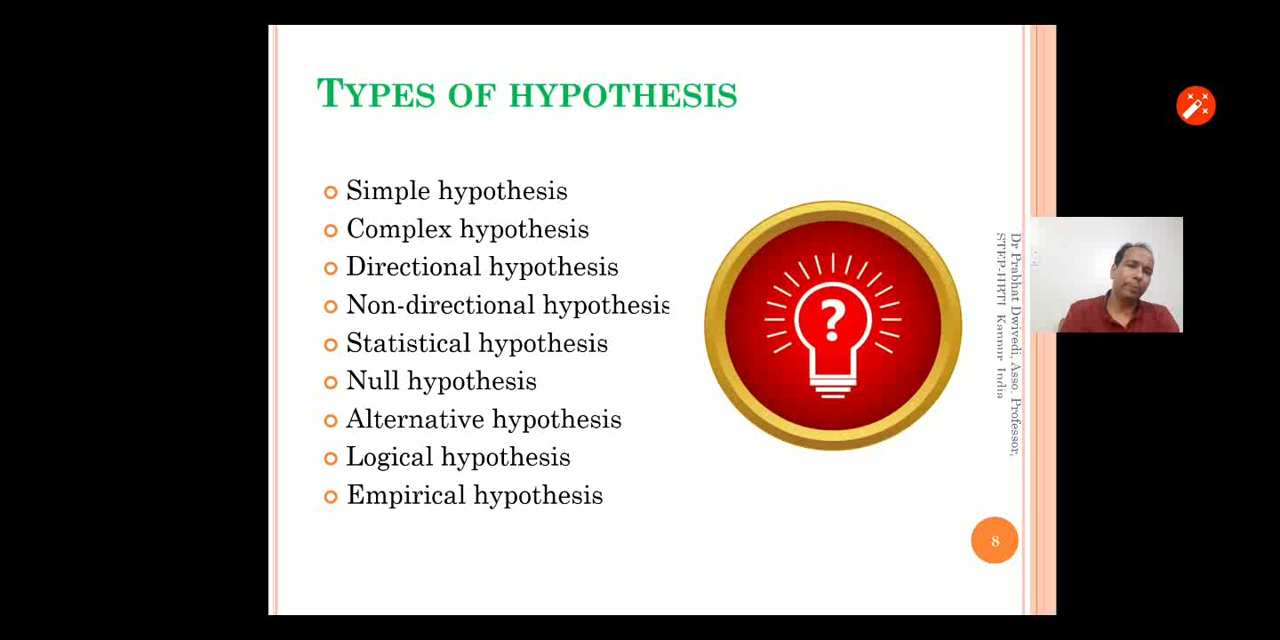 TYPES OF HYPOTHESIS
Simple hypothesis
Complex hypothesis
Directional hypothesis
Non-directional hypothesis
Statistical hypothesis
Null hypothesis
Alternative hypothesis
Logical hypothesis
Empirical hypothesis
?
Dr Prabhat Dwivedi, Asso. Professor,
STEP-HBTI, Kanpur, India
8